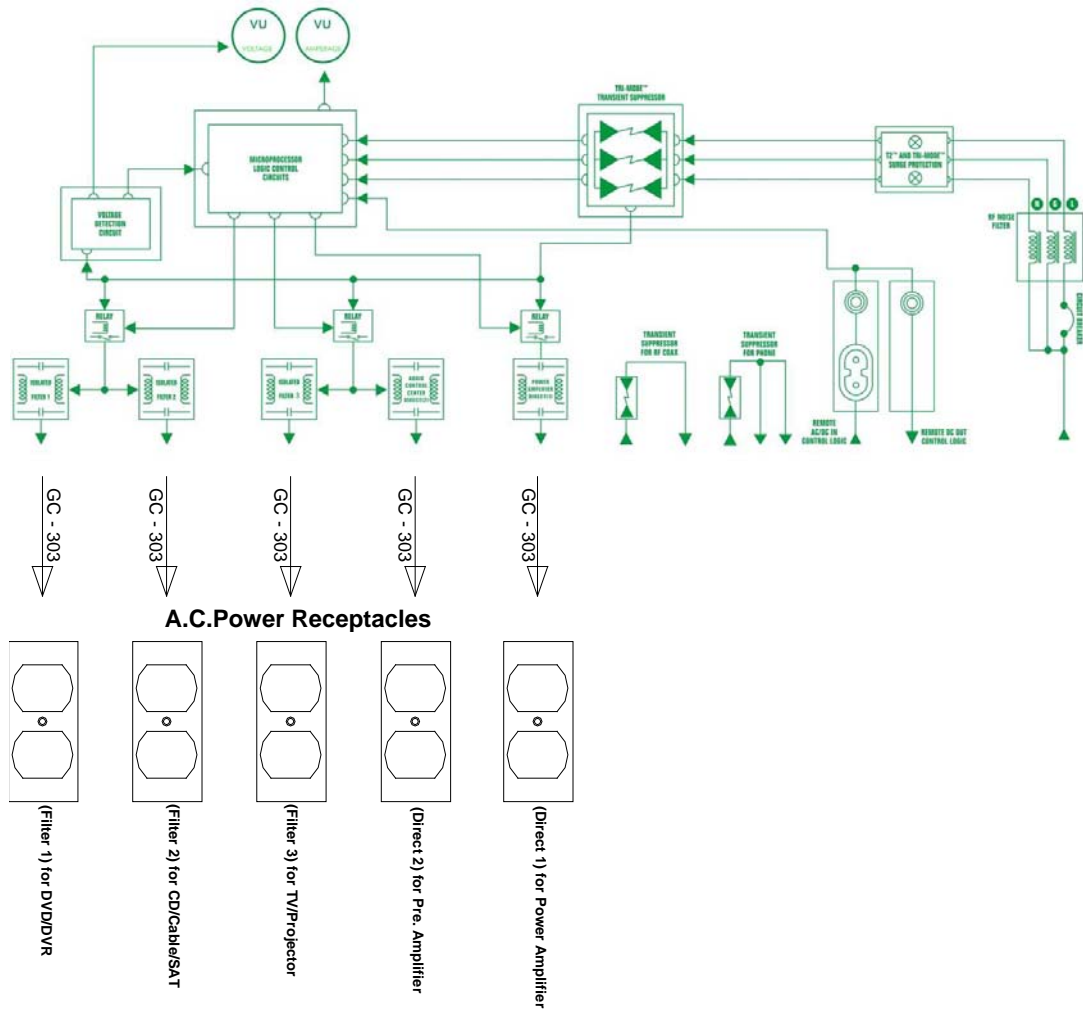 VU
VOLTAGE
VU
AMPERAGE
TRI-MODE™
TRANSIENT SUPPRESSOR
MICROPROCESSOR
LOGIC CONTROL
CIRCUITS
T2™ AND TRI-MODE™
SURGE PROTECTION
VOLTAGE
DETECTION
CIRCUIT
N
G
L
RF NOISE
FILTER
CIRCUIT BREAKER
RELAY
RELAY
RELAY
TRANSIENT
SUPPRESSOR
FOR RF COAX
TRANSIENT
SUPPRESSOR
FOR PHONE
ISOLATED
FILTER 1
ISOLATED
FILTER 2
ISOLATED
FILTER 3
AUDIO
CONTROL
CENTER
DIRECT(2)
POWER
AMPLIFIER
DIRECT(1)
REMOTE
AC/DC IN
CONTROL LOGIC
REMOTE DC OUT
CONTROL LOGIC
GC - 303
GC - 303
GC - 303
GC - 303
GC - 303
A.C.Power Receptacles
(Filter 1) for DVD/DVR
(Filter 2) for CD/Cable/SAT
(Filter 3) for TV/Projector
(Direct 2) for Pre. Amplifier
(Direct 1) for Power Amplifier